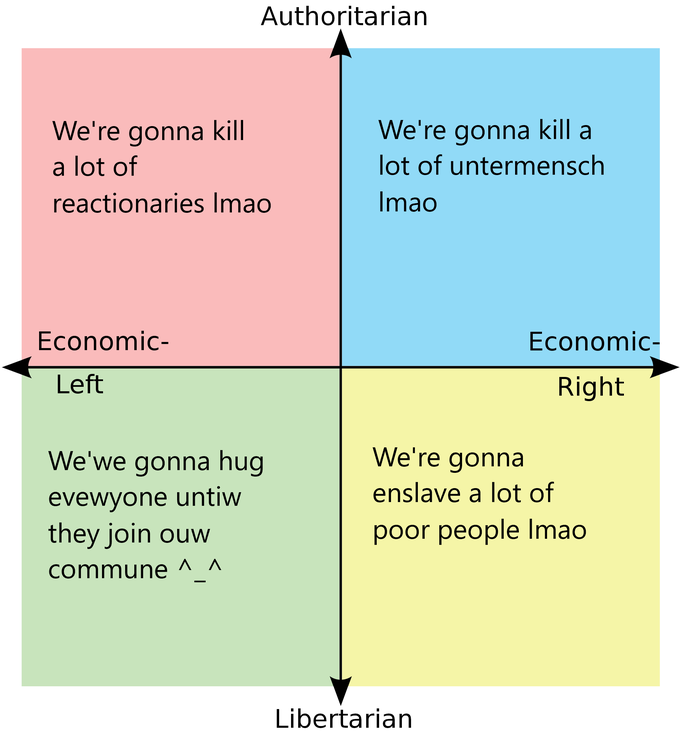 Authoritarian
We're gonna kill
a lot of
reactionaries lmao
We're gonna kill a
lot of untermensch
lmao
Economic-
Left
Economic-
Right
We'we gonna hug
evewyone untiw
they join ouw
commune ^_^
We're gonna
enslave a lot of
poor people lmao
Libertarian